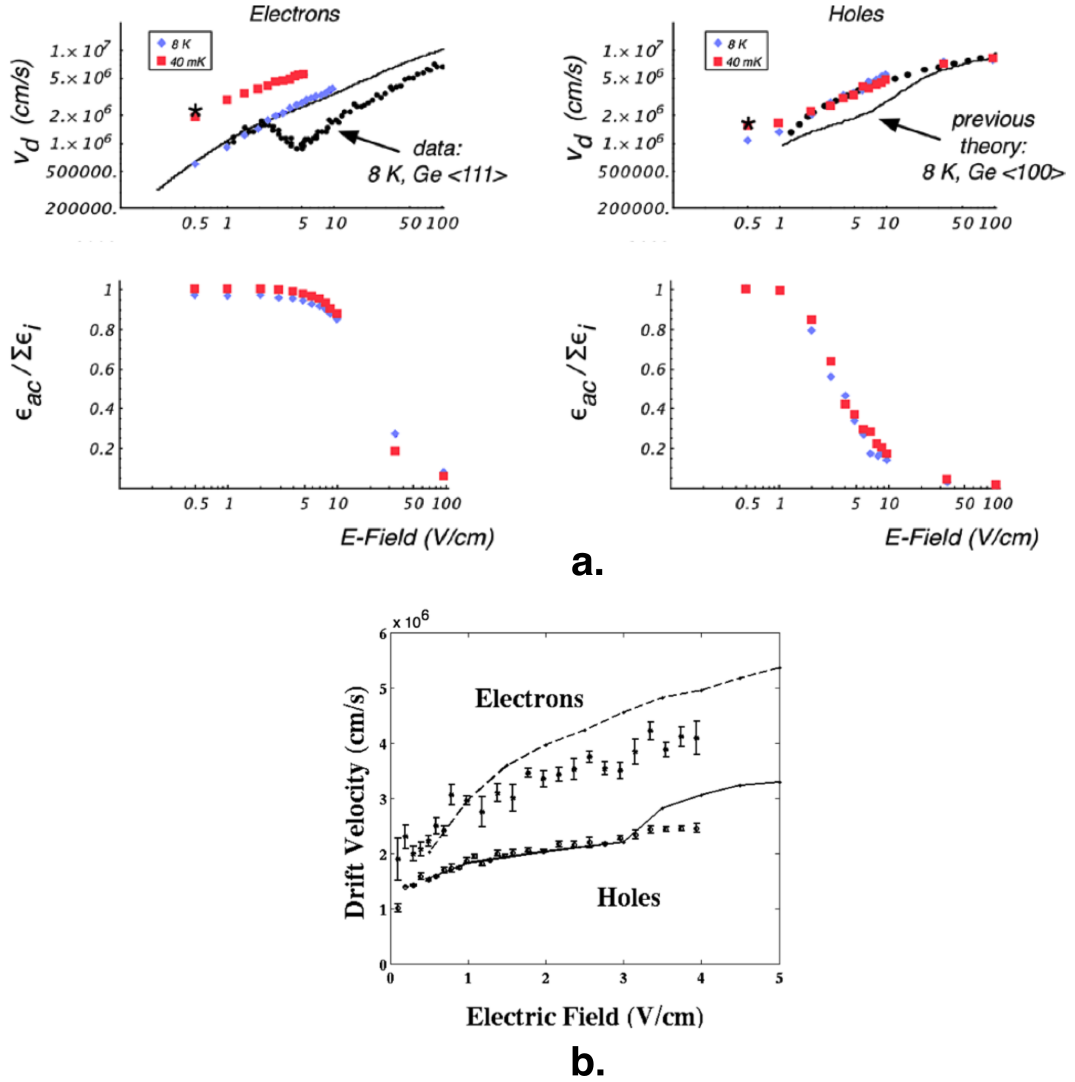 Electrons
8 K
40 mK
1.× 10⁷
5.× 10⁶
2.× 10⁶
1.× 10⁶
500000.
200000.
v_d (cm/s)
*
data:
8 K, Ge <111>
0.5 1 5 10 50 100
Holes
8 K
40 mK
1.× 10⁷
5.× 10⁶
2.× 10⁶
1.× 10⁶
500000.
200000.
v_d (cm/s)
*
previous
theory:
8 K, Ge <100>
0.5 1 5 10 50 100
1
0.8
0.6
0.4
0.2
ϵ_ac / Σϵ_i
0.5 1 5 10 50 100
E-Field (V/cm)
1
0.8
0.6
0.4
0.2
ϵ_ac / Σϵ_i
0.5 1 5 10 50 100
E-Field (V/cm)
a.
x 10⁶
6
5
4
3
2
1
0
Drift Velocity (cm/s)
Electrons
Holes
0 1 2 3 4 5
Electric Field (V/cm)
b.